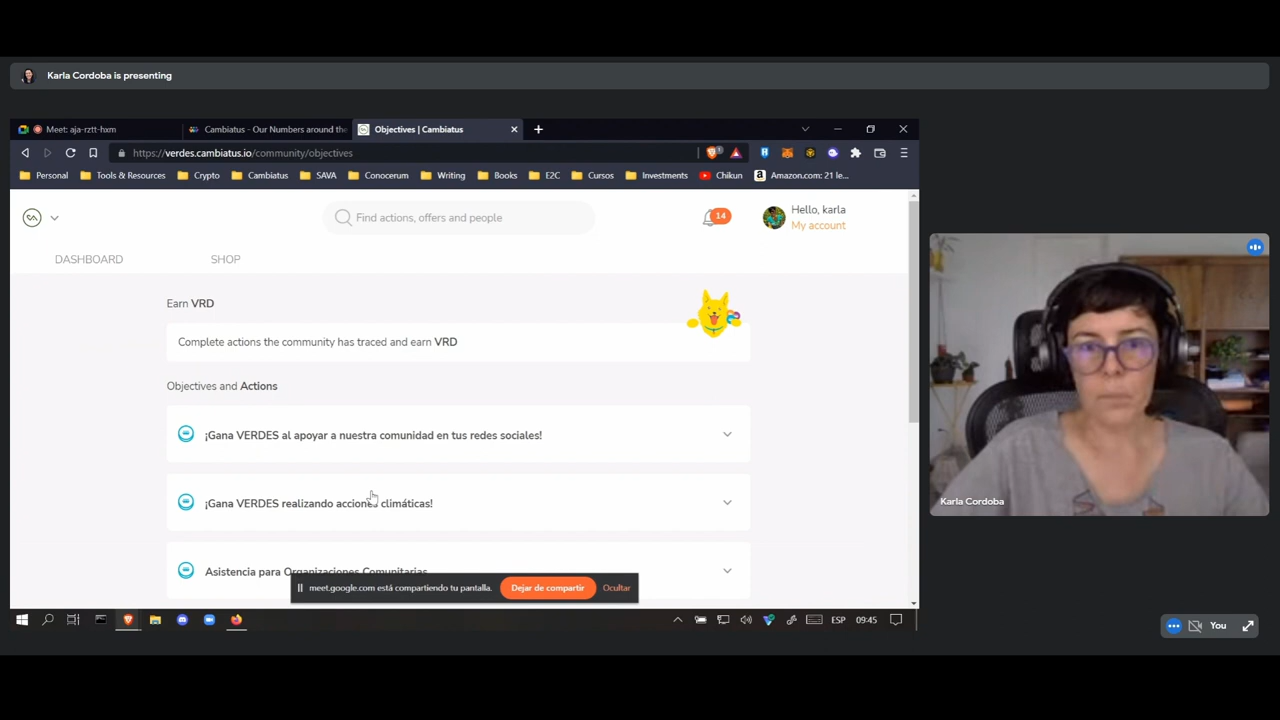 Karla Cordoba is presenting
Meet: aja-rztt-hxm
Cambiatus - Our Numbers around the
Objectives | Cambiatus
https://verdes.cambiatus.io/community/objectives
1
Personal Tools & Resources Crypto Cambiatus SAVA Conocerum Writing Books E2C Cursos Investments Chikun Amazon.com: 21 le...
Find actions, offers and people
14
Hello, karla
My account
DASHBOARD SHOP
Earn VRD
Complete actions the community has traced and earn VRD
Objectives and Actions
¡Gana VERDES al apoyar a nuestra comunidad en tus redes sociales!
¡Gana VERDES realizando acciones climáticas!
Asistencia para Organizaciones Comunitarias
meet.google.com está compartiendo tu pantalla. Dejar de compartir Ocultar
ESP 09:45
Karla Cordoba
You